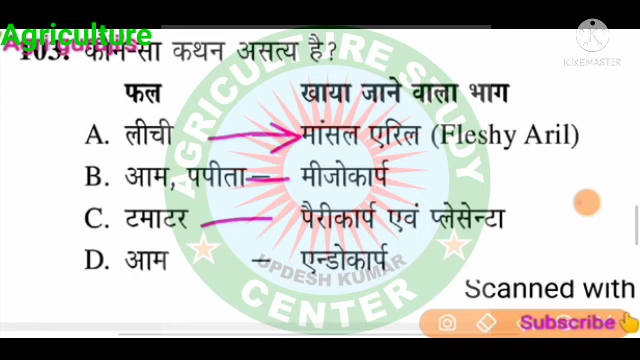 Agriculture
103. कौन-सा कथन असत्य है?
फल खाया जाने वाला भाग
A. लीची मांसल एरिल (Fleshy Aril)
B. आम, पपीता – मीजोकार्प
C. टमाटर पैरीकार्प एवं प्लेसेन्टा
D. आम – एन्डोकार्प
AGRICULTURE STUDY
UPDESH KUMAR
CENTER
KINEMASTER
Scanned with
Subscribe